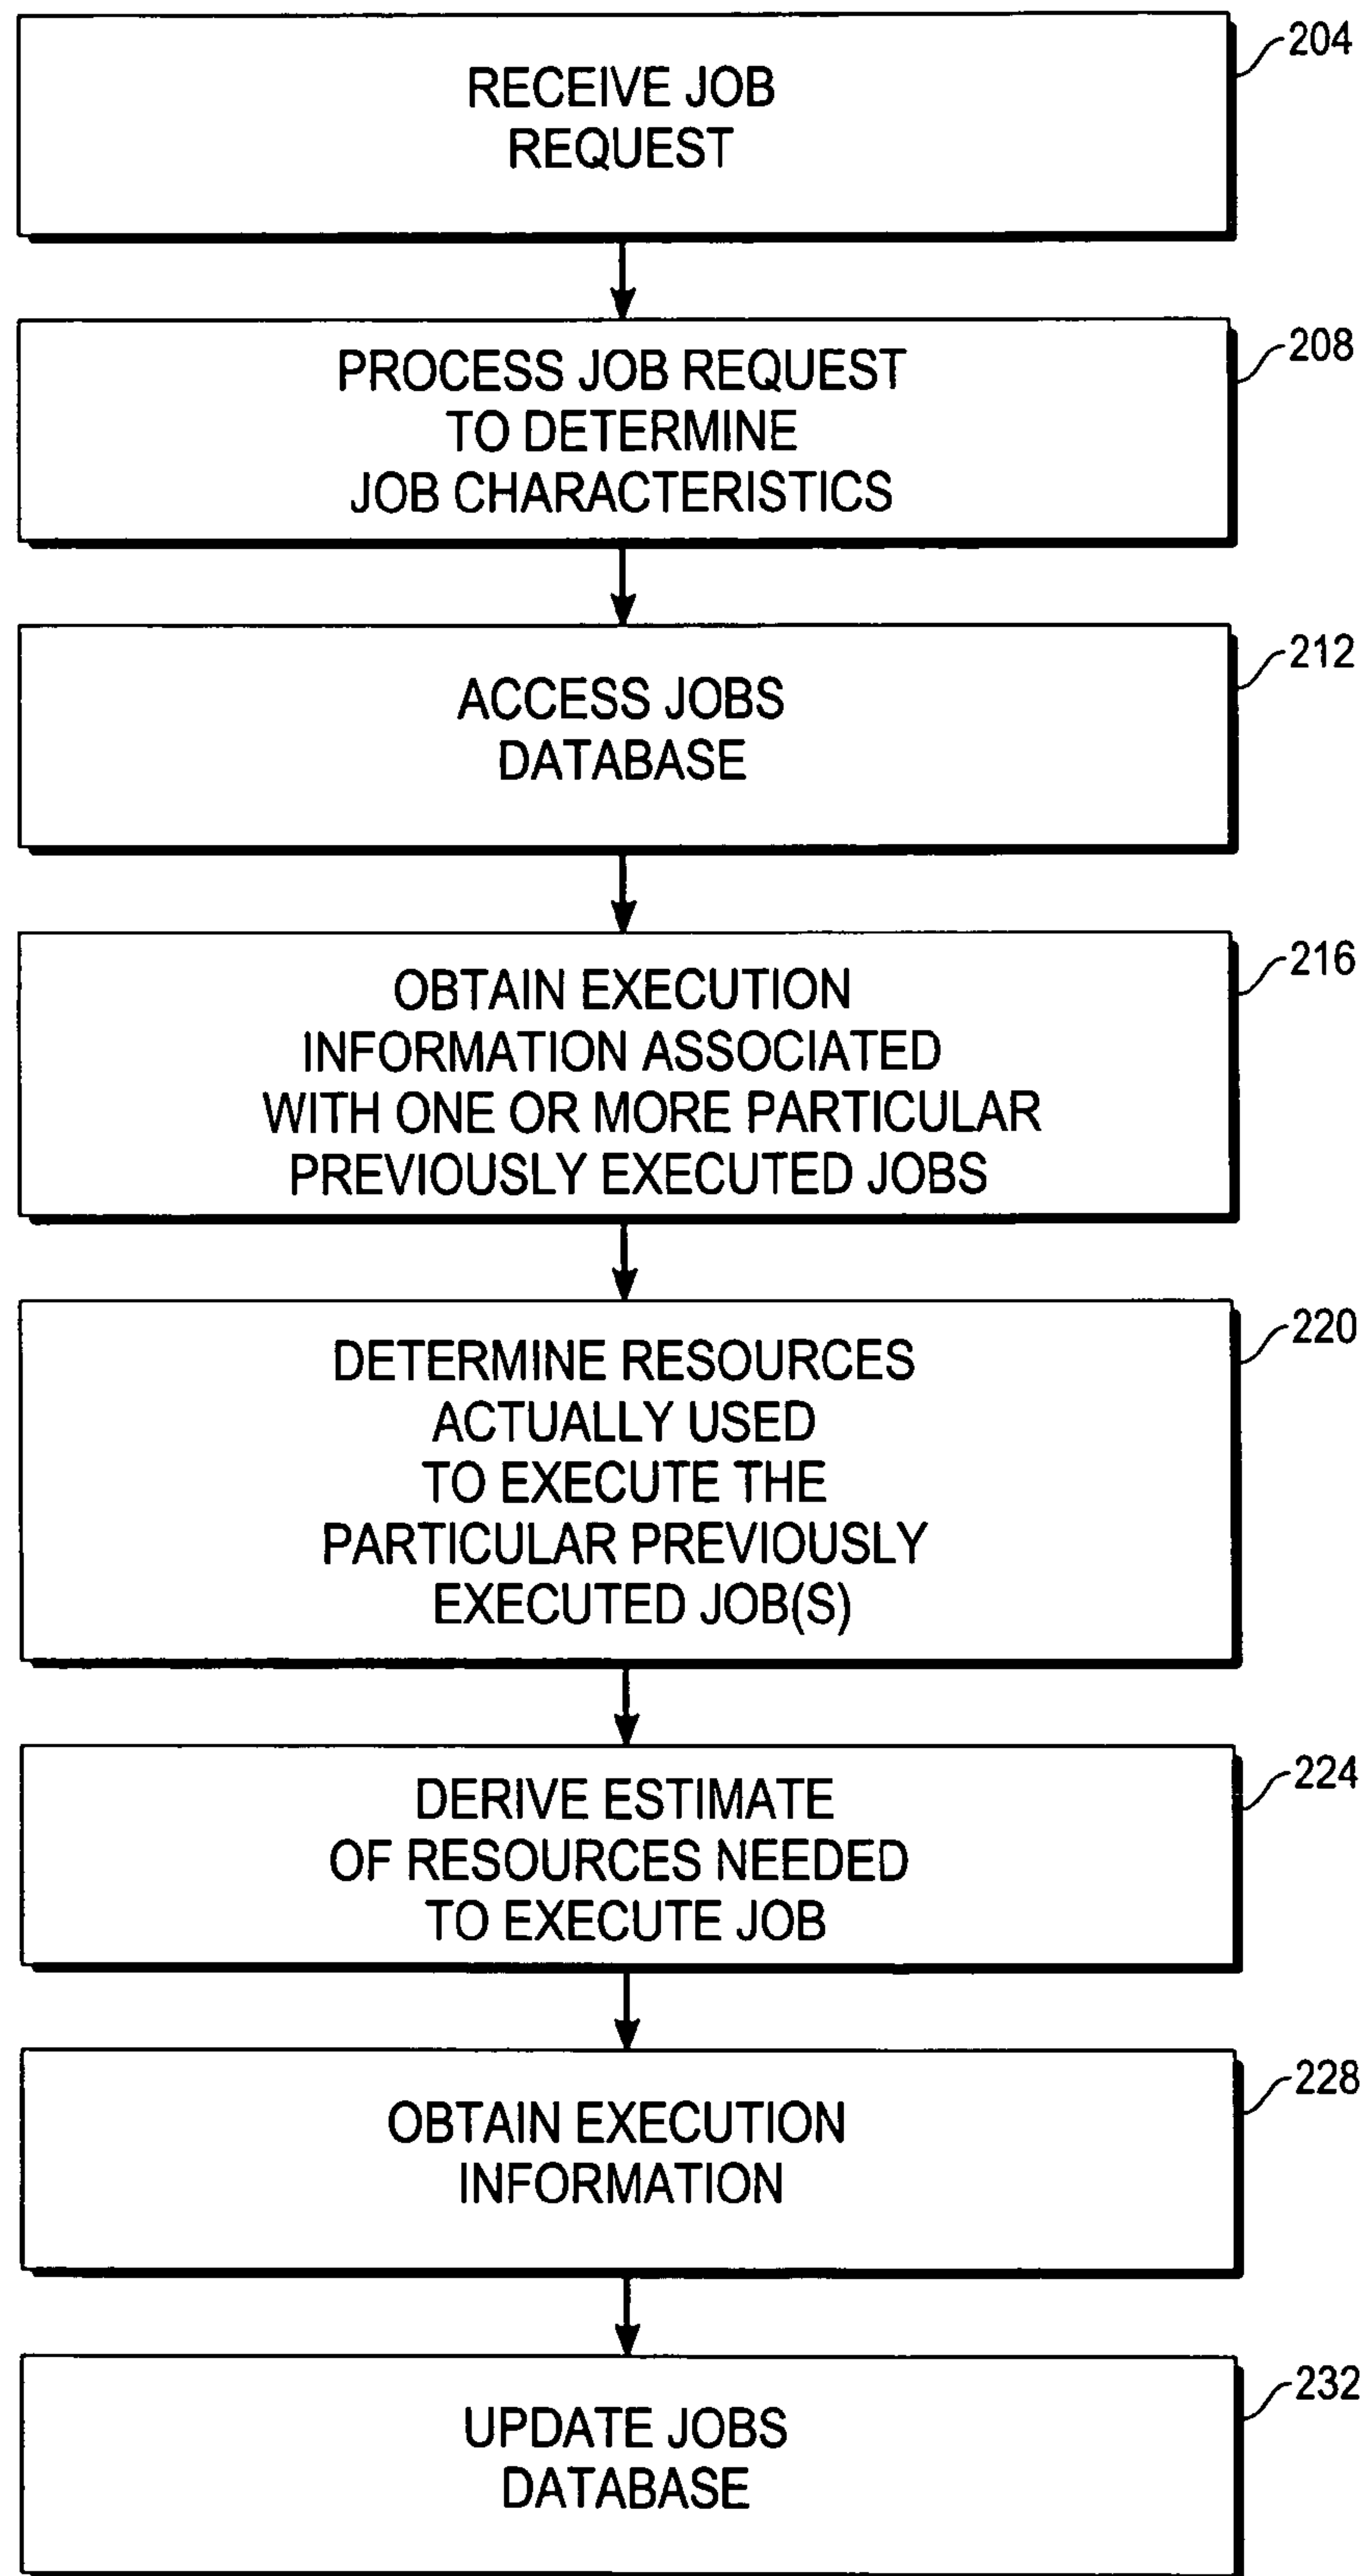 RECEIVE JOB
REQUEST
204
PROCESS JOB REQUEST
TO DETERMINE
JOB CHARACTERISTICS
208
ACCESS JOBS
DATABASE
212
OBTAIN EXECUTION
INFORMATION ASSOCIATED
WITH ONE OR MORE PARTICULAR
PREVIOUSLY EXECUTED JOBS
216
DETERMINE RESOURCES
ACTUALLY USED
TO EXECUTE THE
PARTICULAR PREVIOUSLY
EXECUTED JOB(S)
220
DERIVE ESTIMATE
OF RESOURCES NEEDED
TO EXECUTE JOB
224
OBTAIN EXECUTION
INFORMATION
228
UPDATE JOBS
DATABASE
232